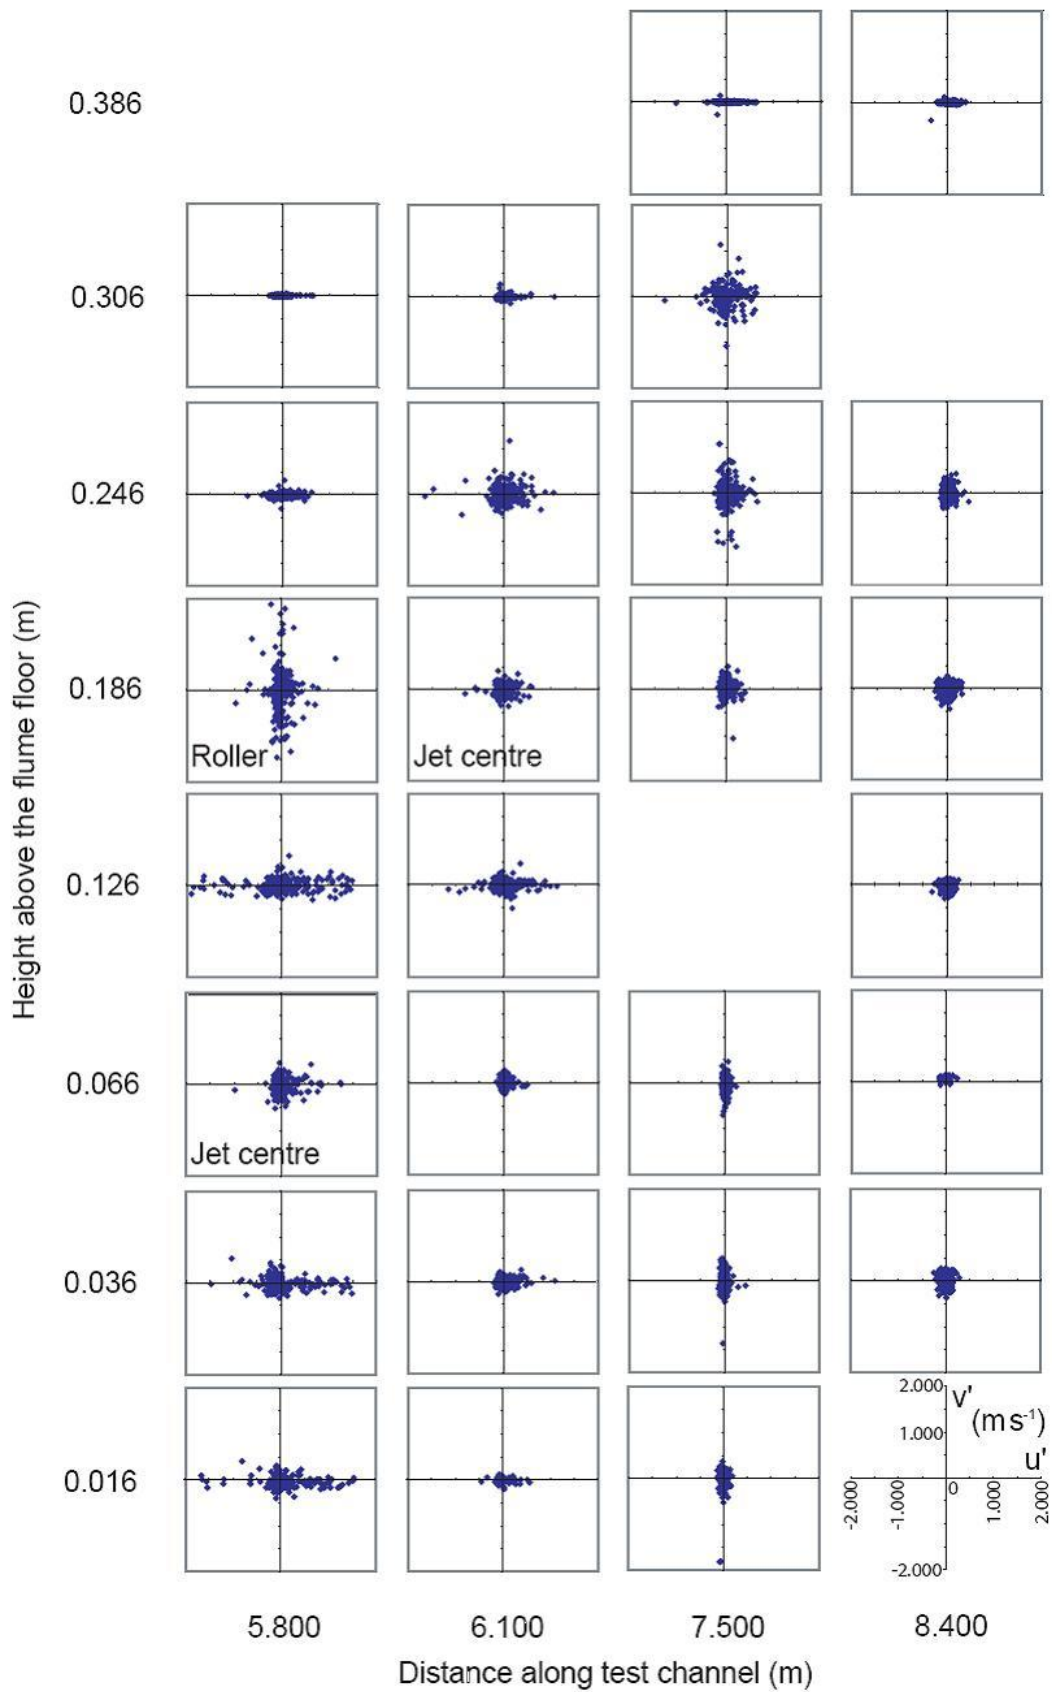 0.386
0.306
0.246
0.186
Roller
Jet centre
0.126
0.066
Jet centre
0.036
0.016
Height above the flume floor (m)
2.000
v'
(m s-1)
1.000
u'
-2.000
-1.000
0
1.000
2.000
-2.000
5.800
6.100
7.500
8.400
Distance along test channel (m)